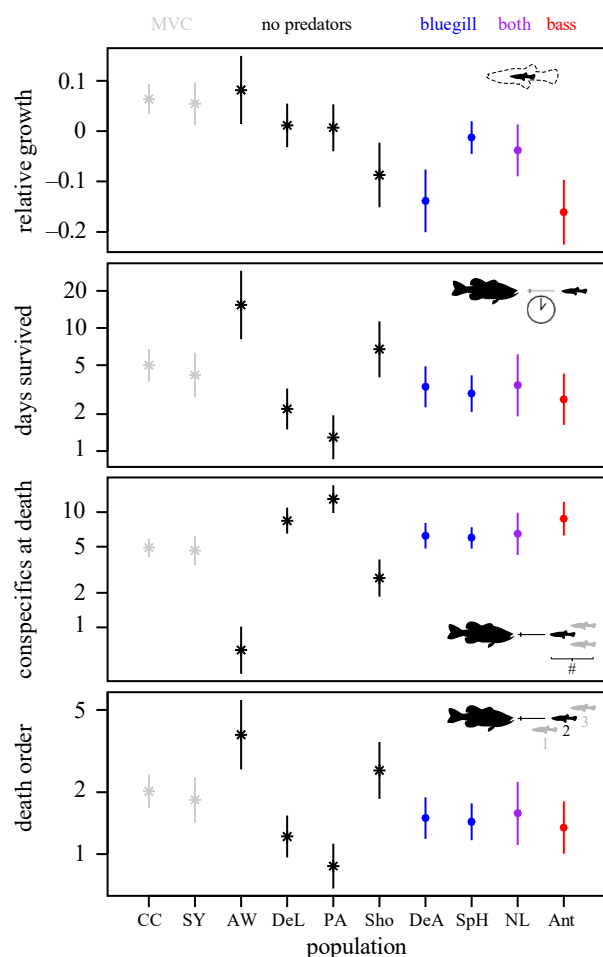 MVC no predators bluegill both bass
relative growth
0.1
0
–0.1
–0.2
days survived
20
10
5
2
1
conspecifics at death
10
5
2
1
#
death order
5
2
1
3
2
1
CC SY AW DeL PA Sho DeA SpH NL Ant
population